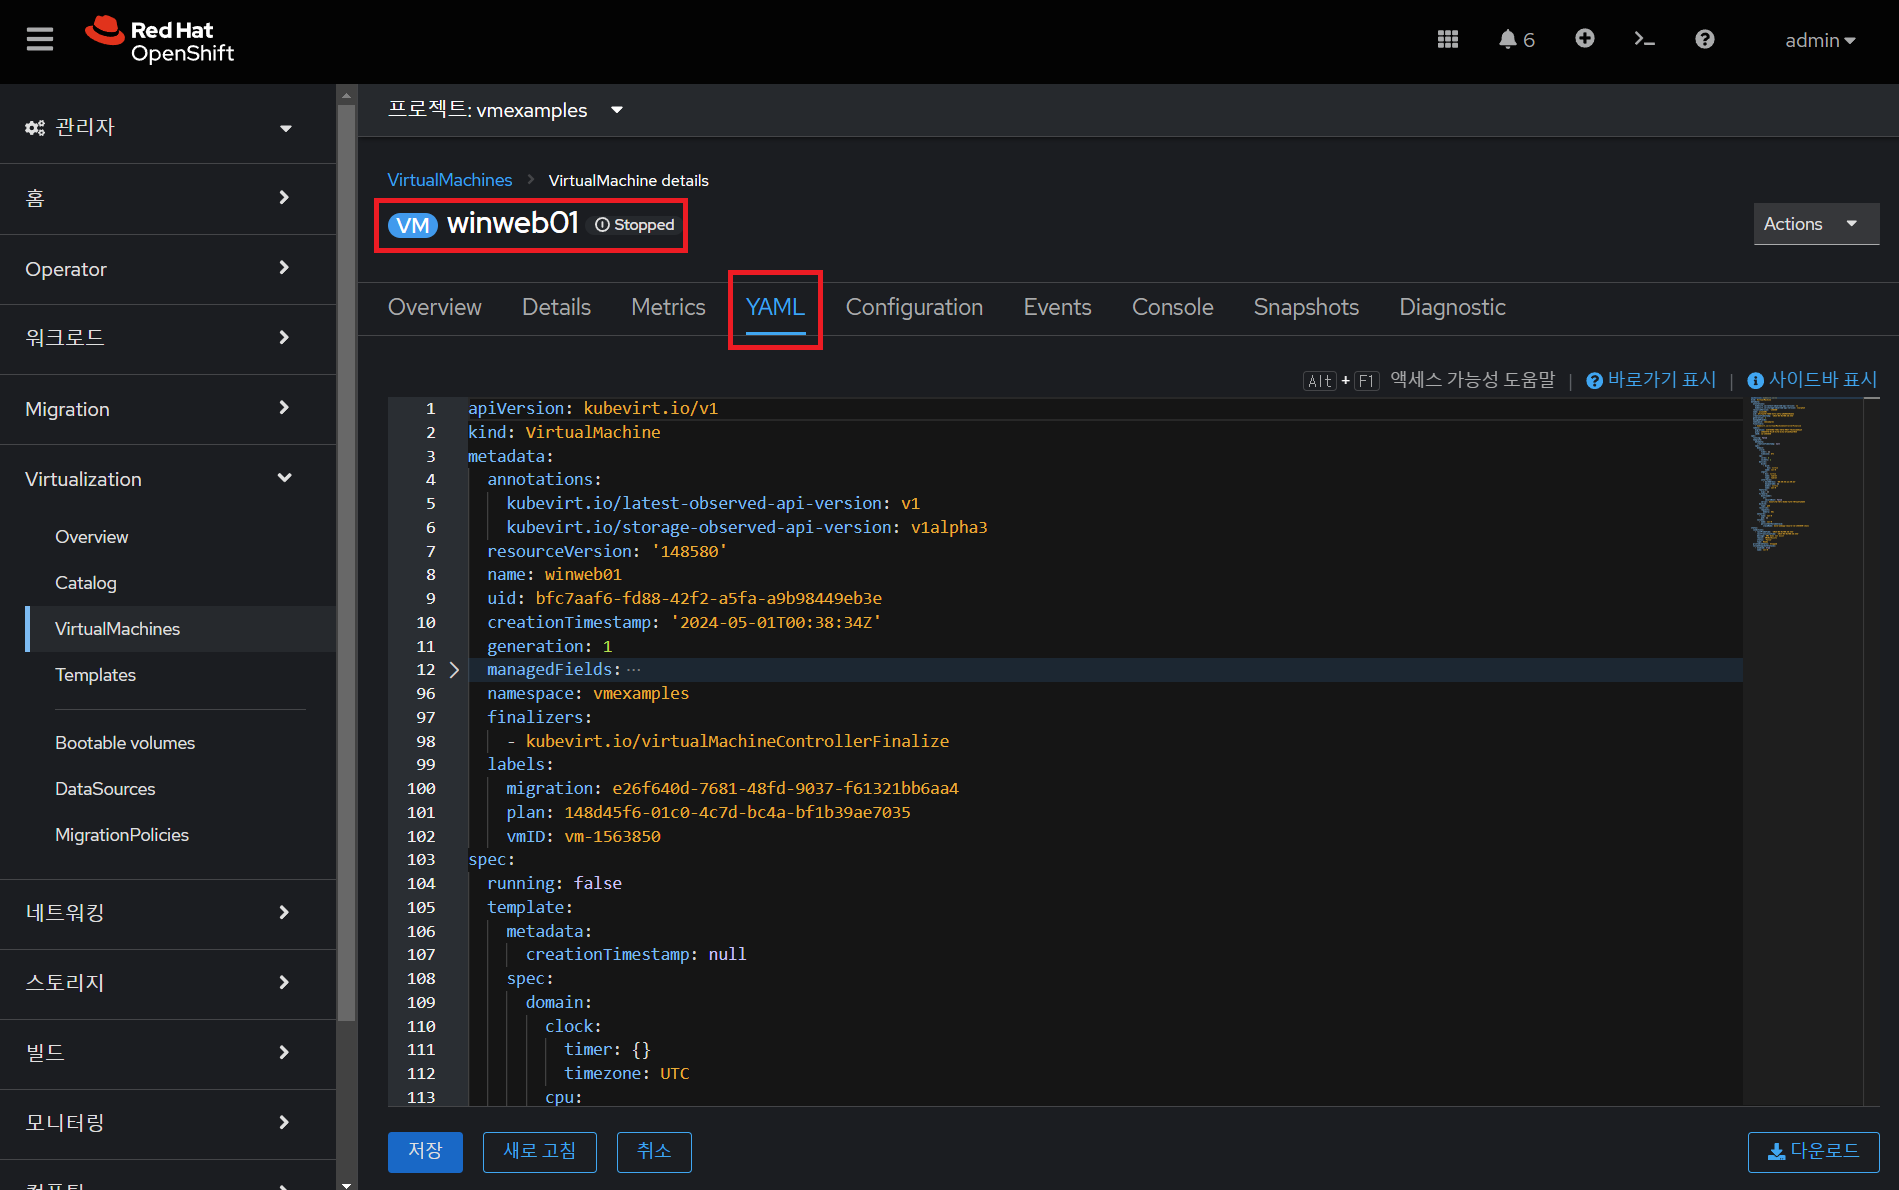 Red Hat
OpenShift
6
admin
관리자
홈
Operator
워크로드
Migration
Virtualization
Overview
Catalog
VirtualMachines
Templates
Bootable volumes
DataSources
MigrationPolicies
네트워킹
스토리지
빌드
모니터링
프로젝트: vmexamples
VirtualMachines > VirtualMachine details
VM winweb01 Stopped
Actions
Overview Details Metrics YAML Configuration Events Console Snapshots Diagnostic
Alt + F1 액세스 가능성 도움말 | 바로가기 표시 | 사이드바 표시
1 apiVersion: kubevirt.io/v1
2 kind: VirtualMachine
3 metadata:
4 annotations:
5 kubevirt.io/latest-observed-api-version: v1
6 kubevirt.io/storage-observed-api-version: v1alpha3
7 resourceVersion: '148580'
8 name: winweb01
9 uid: bfc7aaf6-fd88-42f2-a5fa-a9b98449eb3e
10 creationTimestamp: '2024-05-01T00:38:34Z'
11 generation: 1
12 managedFields: ···
96 namespace: vmexamples
97 finalizers:
98 - kubevirt.io/virtualMachineControllerFinalize
99 labels:
100 migration: e26f640d-7681-48fd-9037-f61321bb6aa4
101 plan: 148d45f6-01c0-4c7d-bc4a-bf1b39ae7035
102 vmID: vm-1563850
103 spec:
104 running: false
105 template:
106 metadata:
107 creationTimestamp: null
108 spec:
109 domain:
110 clock:
111 timer: {}
112 timezone: UTC
113 cpu:
저장 새로 고침 취소 다운로드